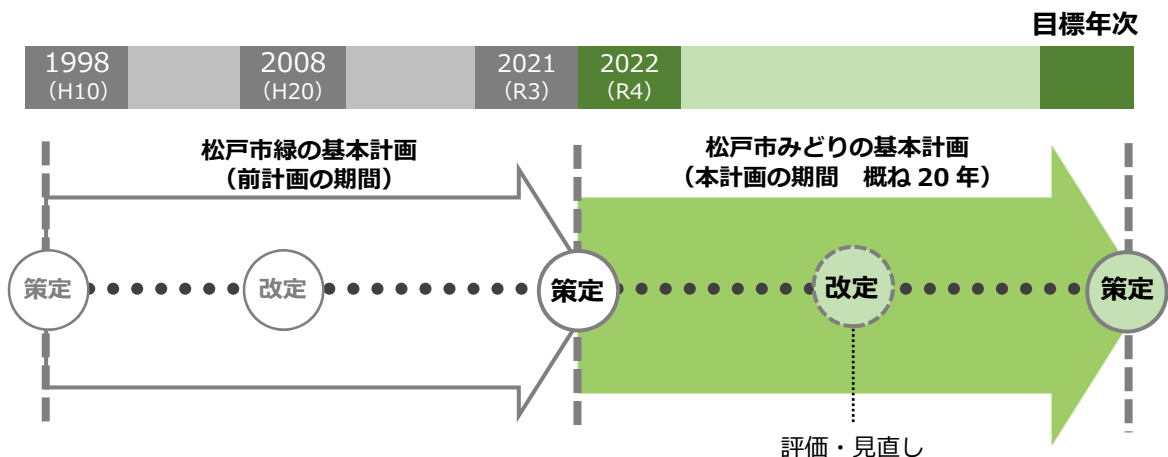 目標年次
1998
（H10）
2008
（H20）
2021
（R3）
2022
（R4）
松戸市緑の基本計画
（前計画の期間）
松戸市みどりの基本計画
（本計画の期間　概ね 20 年）
策定
改定
策定
改定
策定
評価・見直し